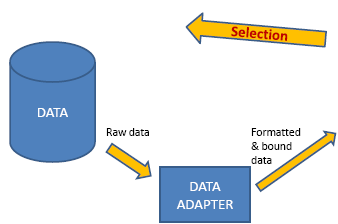 Selection
DATA
Raw data
Formatted
& bound
data
DATA
ADAPTER